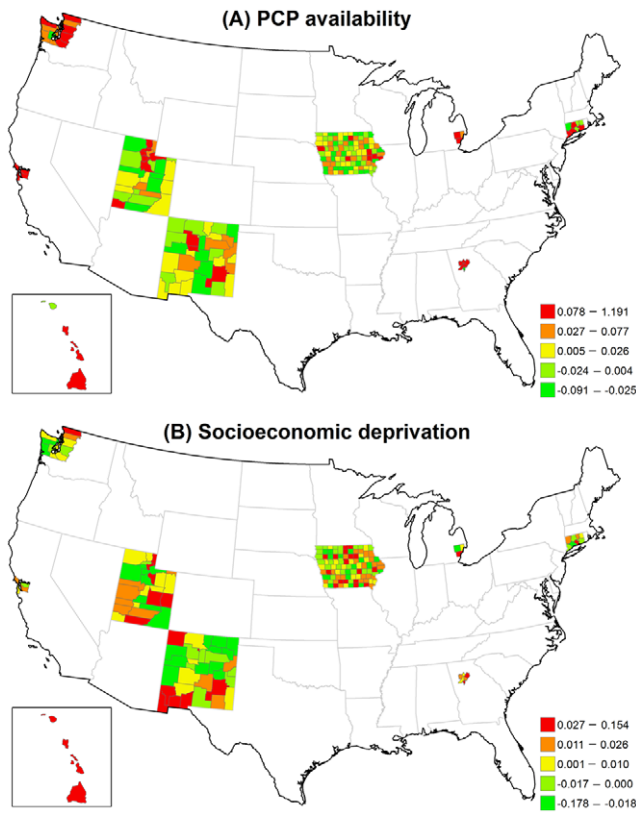 (A) PCP availability
0.078 – 1.191
0.027 – 0.077
0.005 – 0.026
-0.024 – 0.004
-0.091 – -0.025
(B) Socioeconomic deprivation
0.027 – 0.154
0.011 – 0.026
0.001 – 0.010
-0.017 – 0.000
-0.178 – -0.018